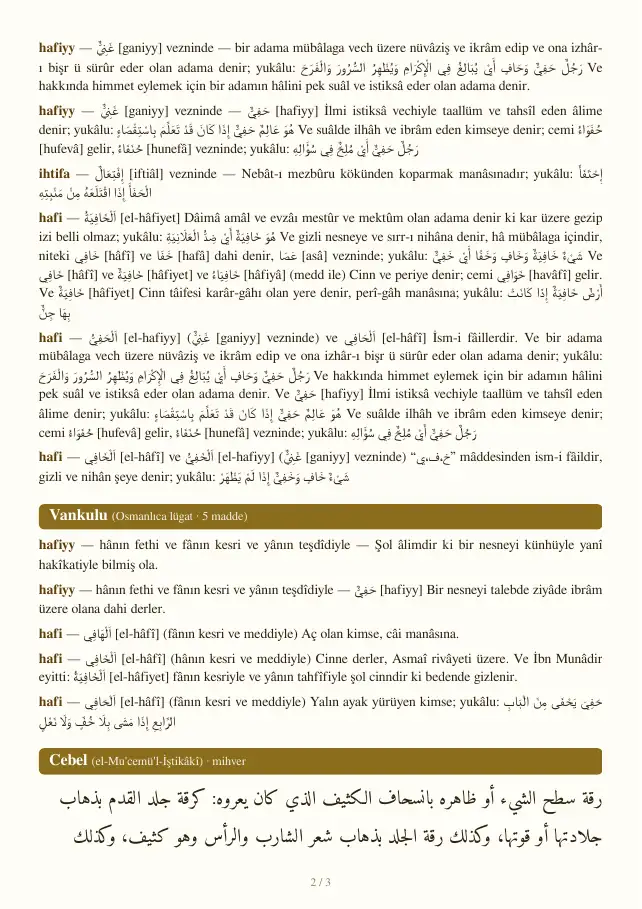 hafiyy — غَنِيٌّ [ganiyy] vezninde — bir adama mübâlaga vech üzere nüvâziş ve ikrâm edip ve ona izhâr-
ı bişr ü sürûr eder olan adama denir; yukâlu: رَجُلٌ حَفِيٌّ وَحَافٍ أَيْ يُبَالِغُ فِي الْإِكْرَامِ وَيُظْهِرُ السُّرُورَ وَالْفَرَحَ Ve
hakkında himmet eylemek için bir adamın hâlini pek suâl ve istiksâ eder olan adama denir.
hafiyy — غَنِيٌّ [ganiyy] vezninde — حَفِيٌّ [hafiyy] İlmi istiksâ vechiyle taallüm ve tahsîl eden âlime
denir; yukâlu: هُوَ عَالِمٌ حَفِيٌّ إِذَا كَانَ قَدْ تَعَلَّمَ بِاسْتِقْصَاءٍ Ve suâlde ilhâh ve ibrâm eden kimseye denir; cemi حُفَوَاءُ
[hufevâ] gelir, حُنَفَاءُ [hunefâ] vezninde; yukâlu: رَجُلٌ حَفِيٌّ أَيْ مُلِحٌّ فِي سُؤَالِهِ
ihtifa — إِفْتِعَالٌ [iftiâl] vezninde — Nebât-ı mezbûru kökünden koparmak manâsınadır; yukâlu: إِحْتَفَأَ
الْحَفَأَ إِذَا اقْتَلَعَهُ مِنْ مَنْبِتِهِ
hafi — اَلْخَافِيَةُ [el-hâfiyet] Dâimâ amâl ve evzâı mestûr ve mektûm olan adama denir ki kar üzere gezip
izi belli olmaz; yukâlu: هُوَ خَافِيَةٌ أَيْ ضِدُّ الْعَلَانِيَةِ Ve gizli nesneye ve sırr-ı nihâna denir, hâ mübâlaga içindir,
niteki خَافِي [hâfî] ve خَفَا [hafâ] dahi denir, عَصَا [asâ] vezninde; yukâlu: شَيْءٌ خَافِيَةٌ وَخَافٍ وَخَفًا أَيْ خَفِيٌّ Ve
خَافِي [hâfî] ve خَافِيَةٌ [hâfiyet] ve خَافِيَاءُ [hâfiyâ] (medd ile) Cinn ve periye denir; cemi خَوَافِي [havâfî] gelir.
Ve خَافِيَةٌ [hâfiyet] Cinn tâifesi karâr-gâhı olan yere denir, perî-gâh manâsına; yukâlu: أَرْضٌ خَافِيَةٌ إِذَا كَانَتْ
بِهَا جِنٌّ
hafi — اَلْحَفِيُّ [el-hafiyy] (غَنِيٌّ [ganiyy] vezninde) ve اَلْحَافِي [el-hâfî] İsm-i fâillerdir. Ve bir adama
mübâlaga vech üzere nüvâziş ve ikrâm edip ve ona izhâr-ı bişr ü sürûr eder olan adama denir; yukâlu:
رَجُلٌ حَفِيٌّ وَحَافٍ أَيْ يُبَالِغُ فِي الْإِكْرَامِ وَيُظْهِرُ السُّرُورَ وَالْفَرَحَ Ve hakkında himmet eylemek için bir adamın hâlini
pek suâl ve istiksâ eder olan adama denir. Ve حَفِيٌّ [hafiyy] İlmi istiksâ vechiyle taallüm ve tahsîl eden
âlime denir; yukâlu: هُوَ عَالِمٌ حَفِيٌّ إِذَا كَانَ قَدْ تَعَلَّمَ بِاسْتِقْصَاءٍ Ve suâlde ilhâh ve ibrâm eden kimseye denir;
cemi حُفَوَاءُ [hufevâ] gelir, حُنَفَاءُ [hunefâ] vezninde; yukâlu: رَجُلٌ حَفِيٌّ أَيْ مُلِحٌّ فِي سُؤَالِهِ
hafi — اَلْخَافِي [el-hâfî] ve اَلْخَفِيُّ [el-hafiyy] (غَنِيٌّ [ganiyy] vezninde) “خ،ف،ي” mâddesinden ism-i fâildir,
gizli ve nihân şeye denir; yukâlu: شَيْءٌ خَافٍ وَخَفِيٌّ إِذَا لَمْ يَظْهَرْ
Vankulu (Osmanlıca lügat · 5 madde)
hafiyy — hânın fethi ve fânın kesri ve yânın teşdîdiyle — Şol âlimdir ki bir nesneyi künhüyle yanî
hakîkatiyle bilmiş ola.
hafiyy — hânın fethi ve fânın kesri ve yânın teşdîdiyle — حَفِيٌّ [hafiyy] Bir nesneyi talebde ziyâde ibrâm
üzere olana dahi derler.
hafi — اَلْهَافِي [el-hâfî] (fânın kesri ve meddiyle) Aç olan kimse, câi manâsına.
hafi — اَلْخَافِي [el-hâfî] (hânın kesri ve meddiyle) Cinne derler, Asmaî rivâyeti üzere. Ve İbn Munâdir
eyitti: اَلْخَافِيَةُ [el-hâfiyet] fânın kesriyle ve yânın tahfîfiyle şol cinndir ki bedende gizlenir.
hafi — اَلْحَافِي [el-hâfî] (fânın kesri ve meddiyle) Yalın ayak yürüyen kimse; yukâlu: حَفِيَ يَحْفَى مِنَ الْبَابِ
الرَّابِعِ إِذَا مَشَى بِلَا خُفٍّ وَلَا نَعْلٍ
Cebel (el-Mu'cemü'l-İştikâkî) · mihver
رقة سطح الشيء أو ظاهره بانسحاف الكثيف الذي كان يعروه: كرقة جلد القدم بذهاب
جلادتها أو قوتها، وكذلك رقة الجلد بذهاب شعر الشارب والرأس وهو كثيف، وكذلك
2 / 3